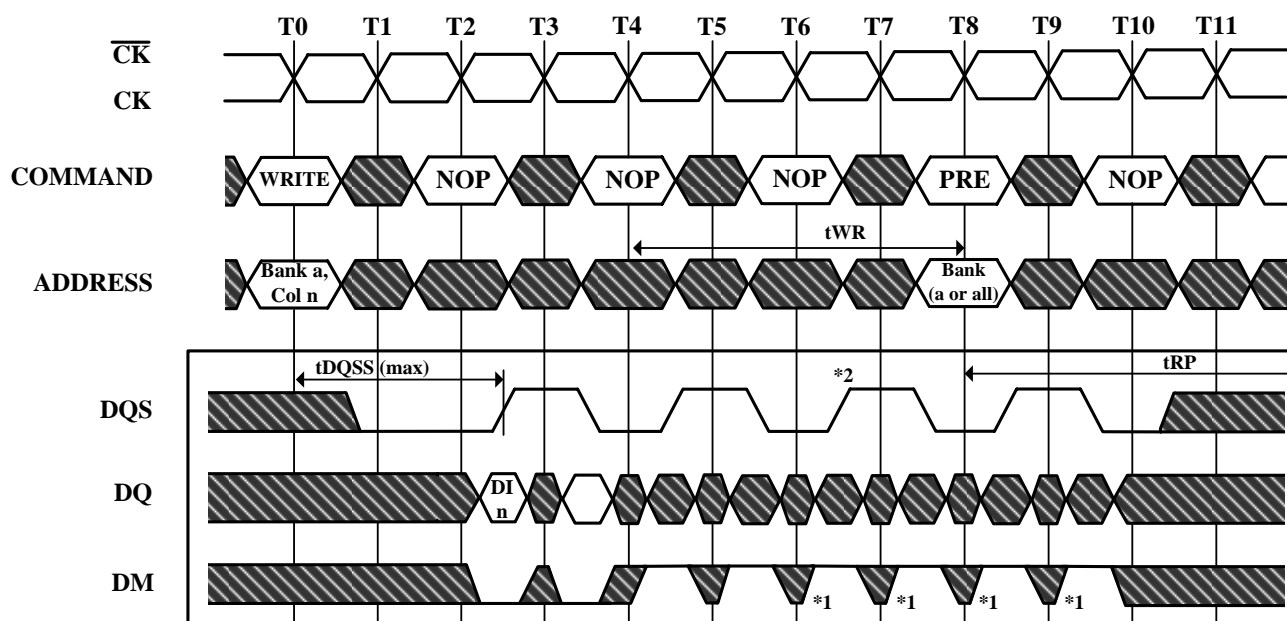 T0 T1 T2 T3 T4 T5 T6 T7 T8 T9 T10 T11
CK
CK
COMMAND WRITE NOP NOP NOP PRE NOP
tWR
ADDRESS Bank a, Bank
Col n (a or all)
tDQSS (max) *2 tRP
DQS
DQ DI
n
DM
*1 *1 *1 *1